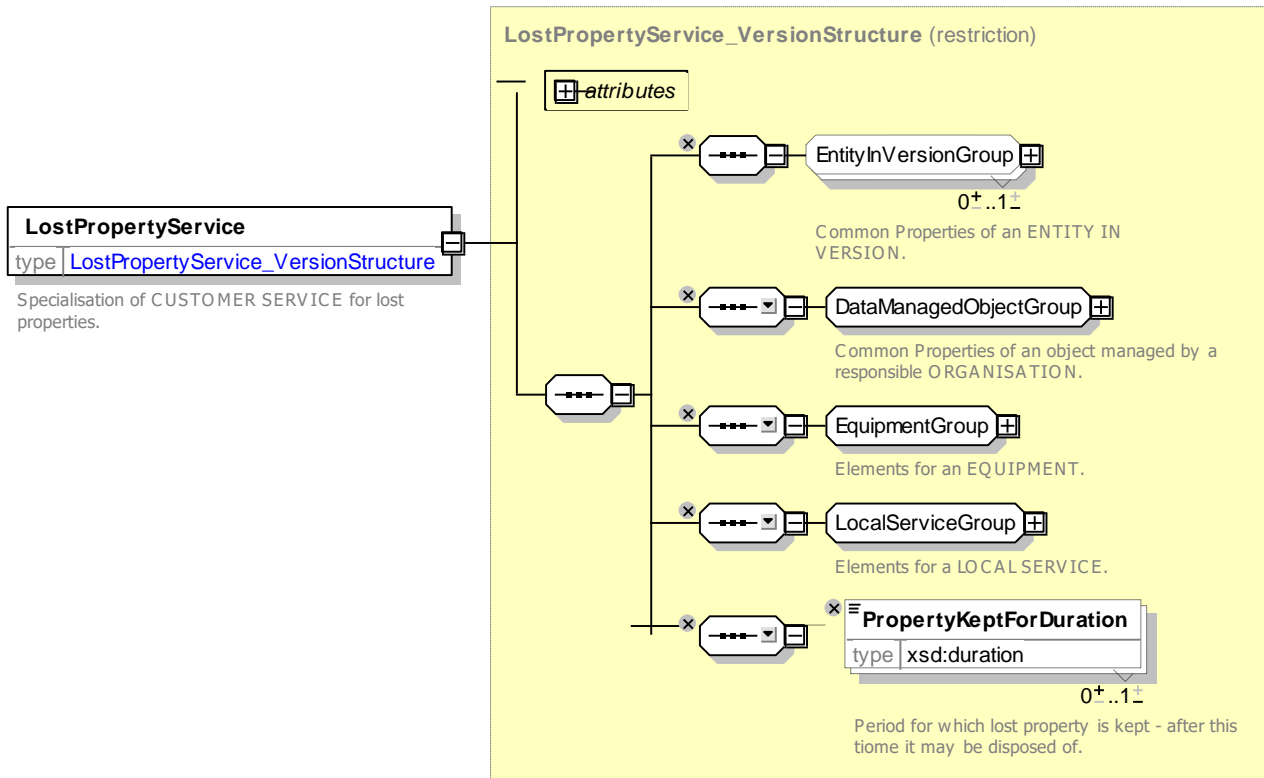 LostPropertyService_VersionStructure (restriction)
attributes
EntityInVersionGroup
0 ..1
Common Properties of an ENTITY IN
VERSION.
LostPropertyService
type LostPropertyService_VersionStructure
Specialisation of CUSTOMER SERVICE for lost
properties.
DataManagedObjectGroup
Common Properties of an object managed by a
responsible ORGANISATION.
EquipmentGroup
Elements for an EQUIPMENT.
LocalServiceGroup
Elements for a LOCAL SERVICE.
PropertyKeptForDuration
type xsd:duration
0 ..1
Period for which lost property is kept - after this
tiome it may be disposed of.